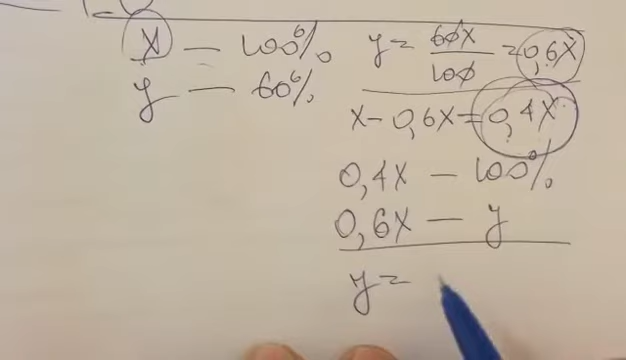 x — 100%
y — 60%
y = 60x/100 = 0,6x
x - 0,6x = 0,4x
0,4x — 100%
0,6x — y
y =